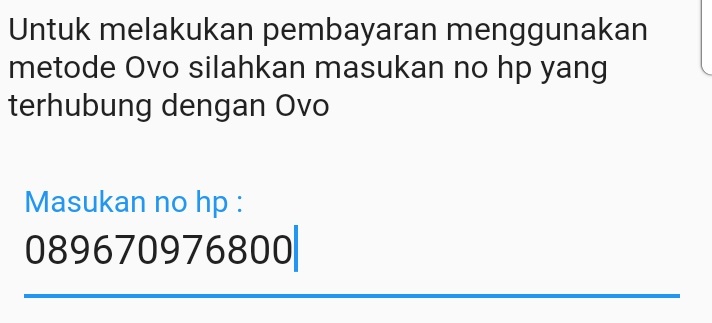 Untuk melakukan pembayaran menggunakan
metode Ovo silahkan masukan no hp yang
terhubung dengan Ovo
Masukan no hp :
089670976800